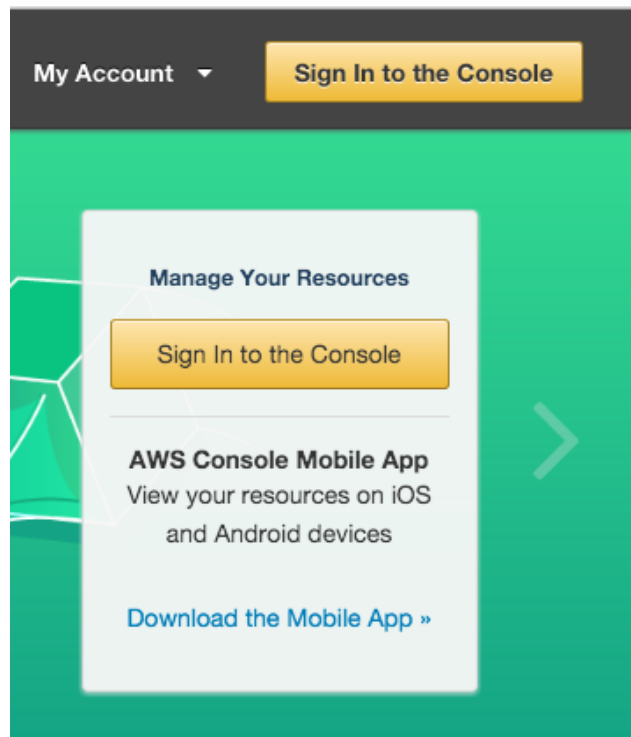 My Account
Sign In to the Console
Manage Your Resources
Sign In to the Console
AWS Console Mobile App
View your resources on iOS
and Android devices
Download the Mobile App »